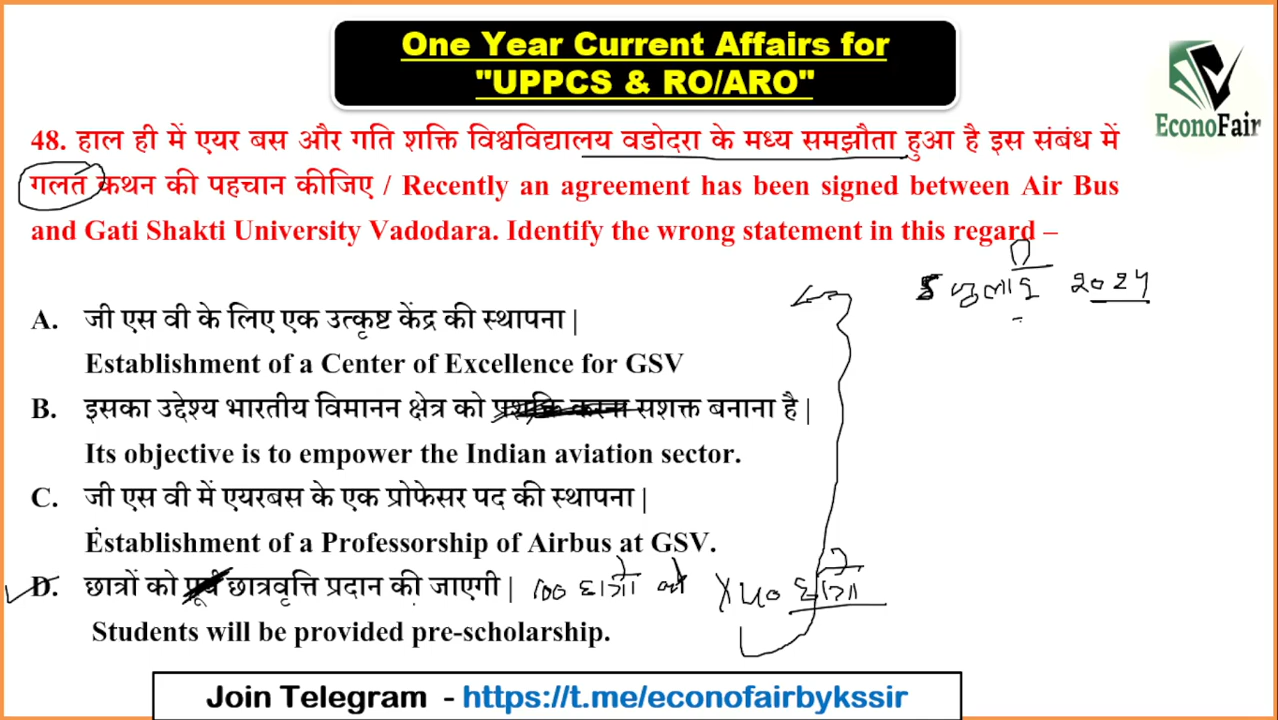 One Year Current Affairs for
"UPPCS & RO/ARO"
EconoFair
48. हाल ही में एयर बस और गति शक्ति विश्वविद्यालय वडोदरा के मध्य समझौता हुआ है इस संबंध में
गलत कथन की पहचान कीजिए / Recently an agreement has been signed between Air Bus
and Gati Shakti University Vadodara. Identify the wrong statement in this regard –
जुलाई २०24
A. जी एस वी के लिए एक उत्कृष्ट केंद्र की स्थापना |
Establishment of a Center of Excellence for GSV
B. इसका उद्देश्य भारतीय विमानन क्षेत्र को सशक्त बनाना है |
Its objective is to empower the Indian aviation sector.
C. जी एस वी में एयरबस के एक प्रोफेसर पद की स्थापना |
Establishment of a Professorship of Airbus at GSV.
D. छात्रों को पूर्व छात्रवृत्ति प्रदान की जाएगी | छात्रों को छात्रों
Students will be provided pre-scholarship.
Join Telegram - https://t.me/econofairbykssir